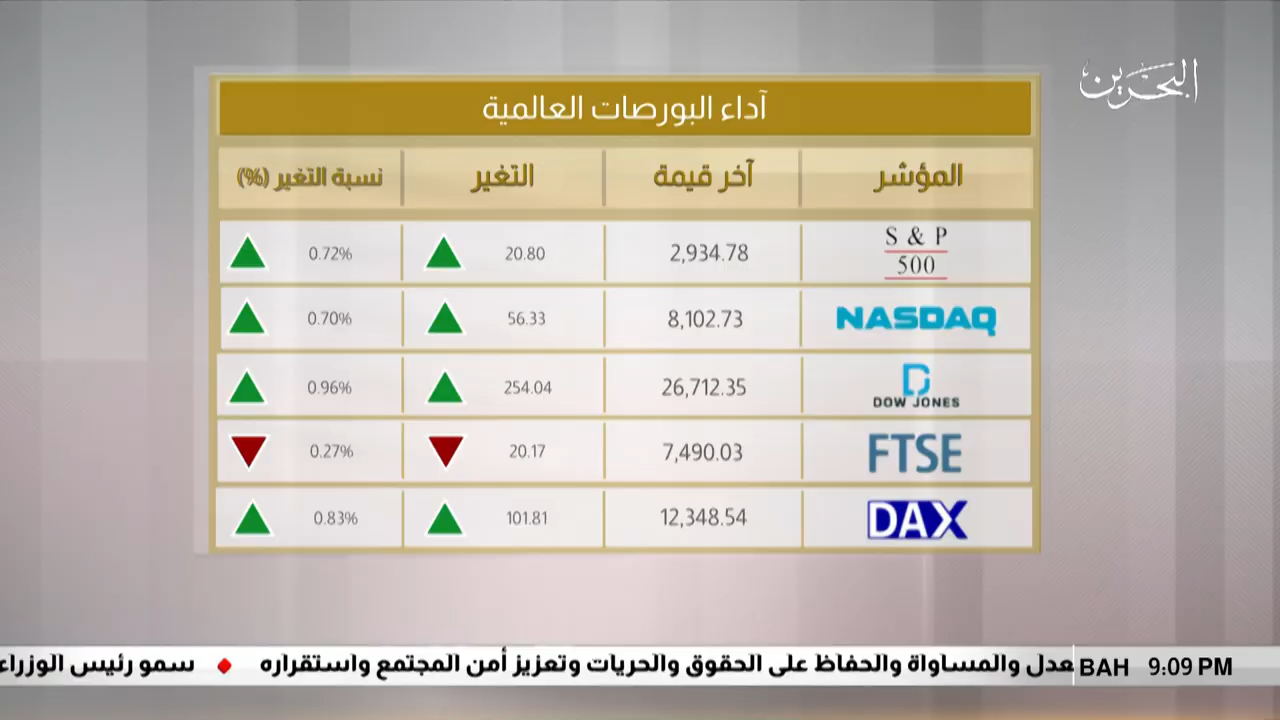 البحرين
آداء البورصات العالمية
المؤشر آخر قيمة التغير نسبة التغير (%)
S & P 500 2,934.78 20.80 0.72%
NASDAQ 8,102.73 56.33 0.70%
DOW JONES 26,712.35 254.04 0.96%
FTSE 7,490.03 20.17 0.27%
DAX 12,348.54 101.81 0.83%
BAH 9:09 PM
عدل والمساواة والحفاظ على الحقوق والحريات وتعزيز أمن المجتمع واستقراره ♦ سمو رئيس الوزراء